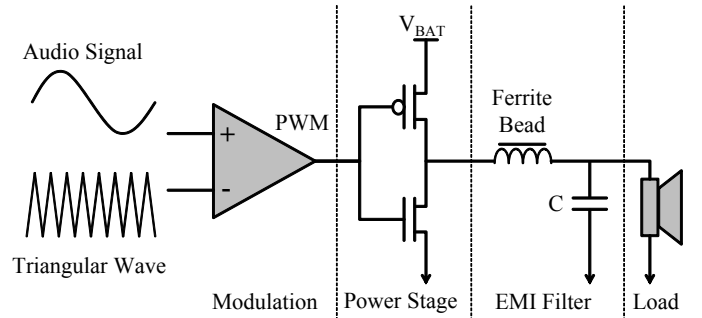 Audio Signal
Triangular Wave
+
-
PWM
Modulation
V_BAT
Power Stage
Ferrite
Bead
C
EMI Filter
Load